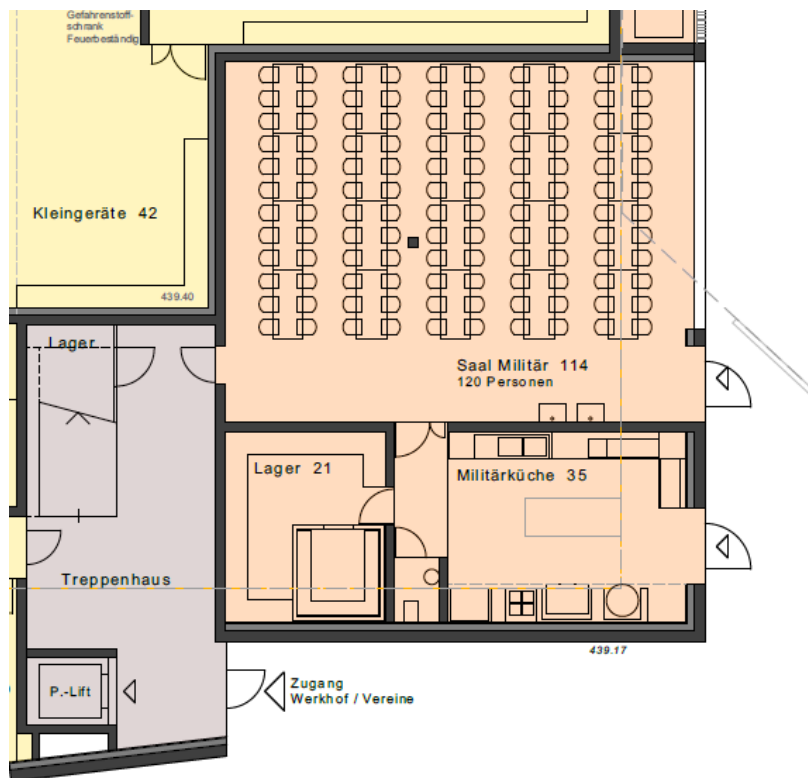 Gefahrenstoff-
schrank
Feuerbeständig
Kleingeräte 42
439.40
Lager
Saal Militär 114
120 Personen
Lager 21
Militärküche 35
Treppenhaus
439.17
P.-Lift
Zugang
Werkhof / Vereine